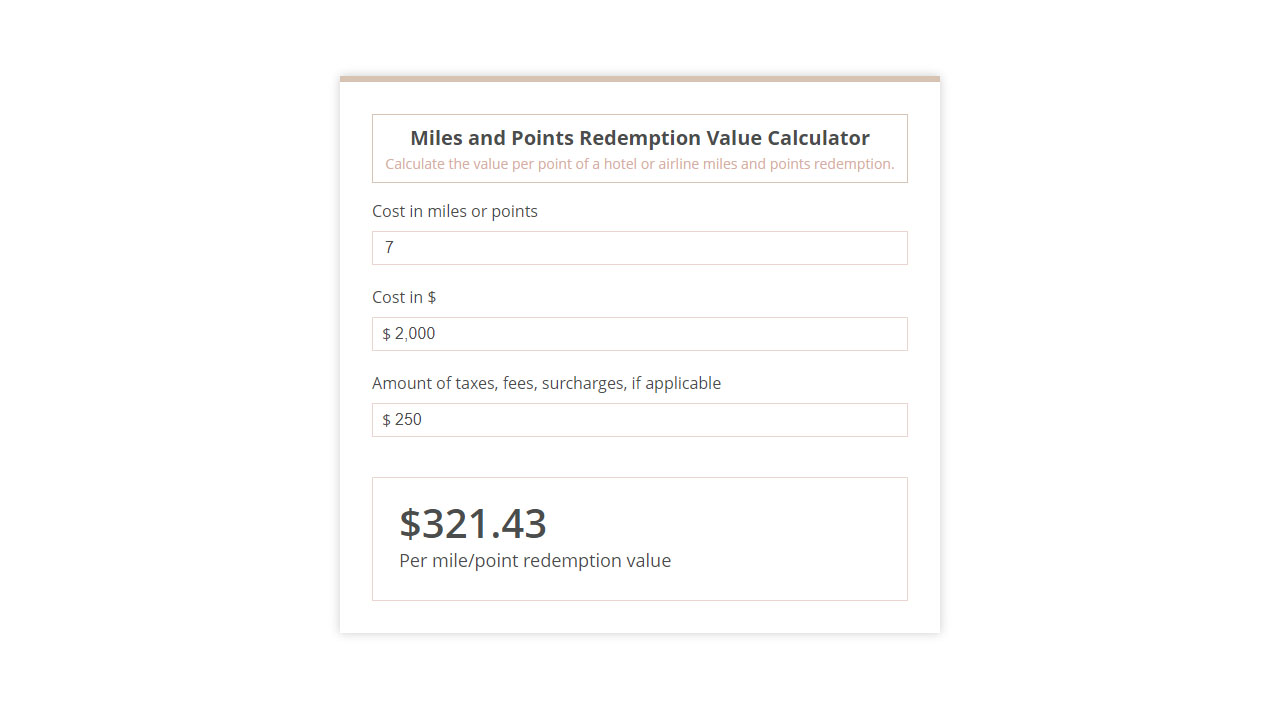 Miles and Points Redemption Value Calculator
Calculate the value per point of a hotel or airline miles and points redemption.
Cost in miles or points
7
Cost in $
$ 2,000
Amount of taxes, fees, surcharges, if applicable
$ 250
$321.43
Per mile/point redemption value